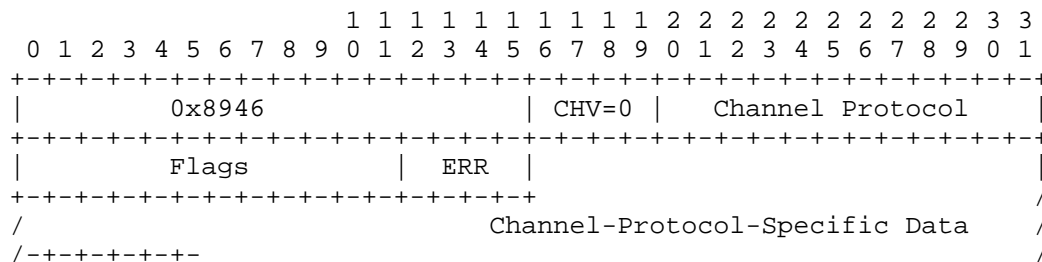 1 1 1 1 1 1 1 1 1 1 2 2 2 2 2 2 2 2 2 2 3 3
0 1 2 3 4 5 6 7 8 9 0 1 2 3 4 5 6 7 8 9 0 1 2 3 4 5 6 7 8 9 0 1
+-+-+-+-+-+-+-+-+-+-+-+-+-+-+-+-+-+-+-+-+-+-+-+-+-+-+-+-+-+-+-+-+
|          0x8946               | CHV=0 |   Channel Protocol    |
+-+-+-+-+-+-+-+-+-+-+-+-+-+-+-+-+-+-+-+-+-+-+-+-+-+-+-+-+-+-+-+-+
|         Flags         |  ERR  |                               |
+-+-+-+-+-+-+-+-+-+-+-+-+-+-+-+-+                               /
/                             Channel-Protocol-Specific Data    /
/-+-+-+-+-+-                                                    /